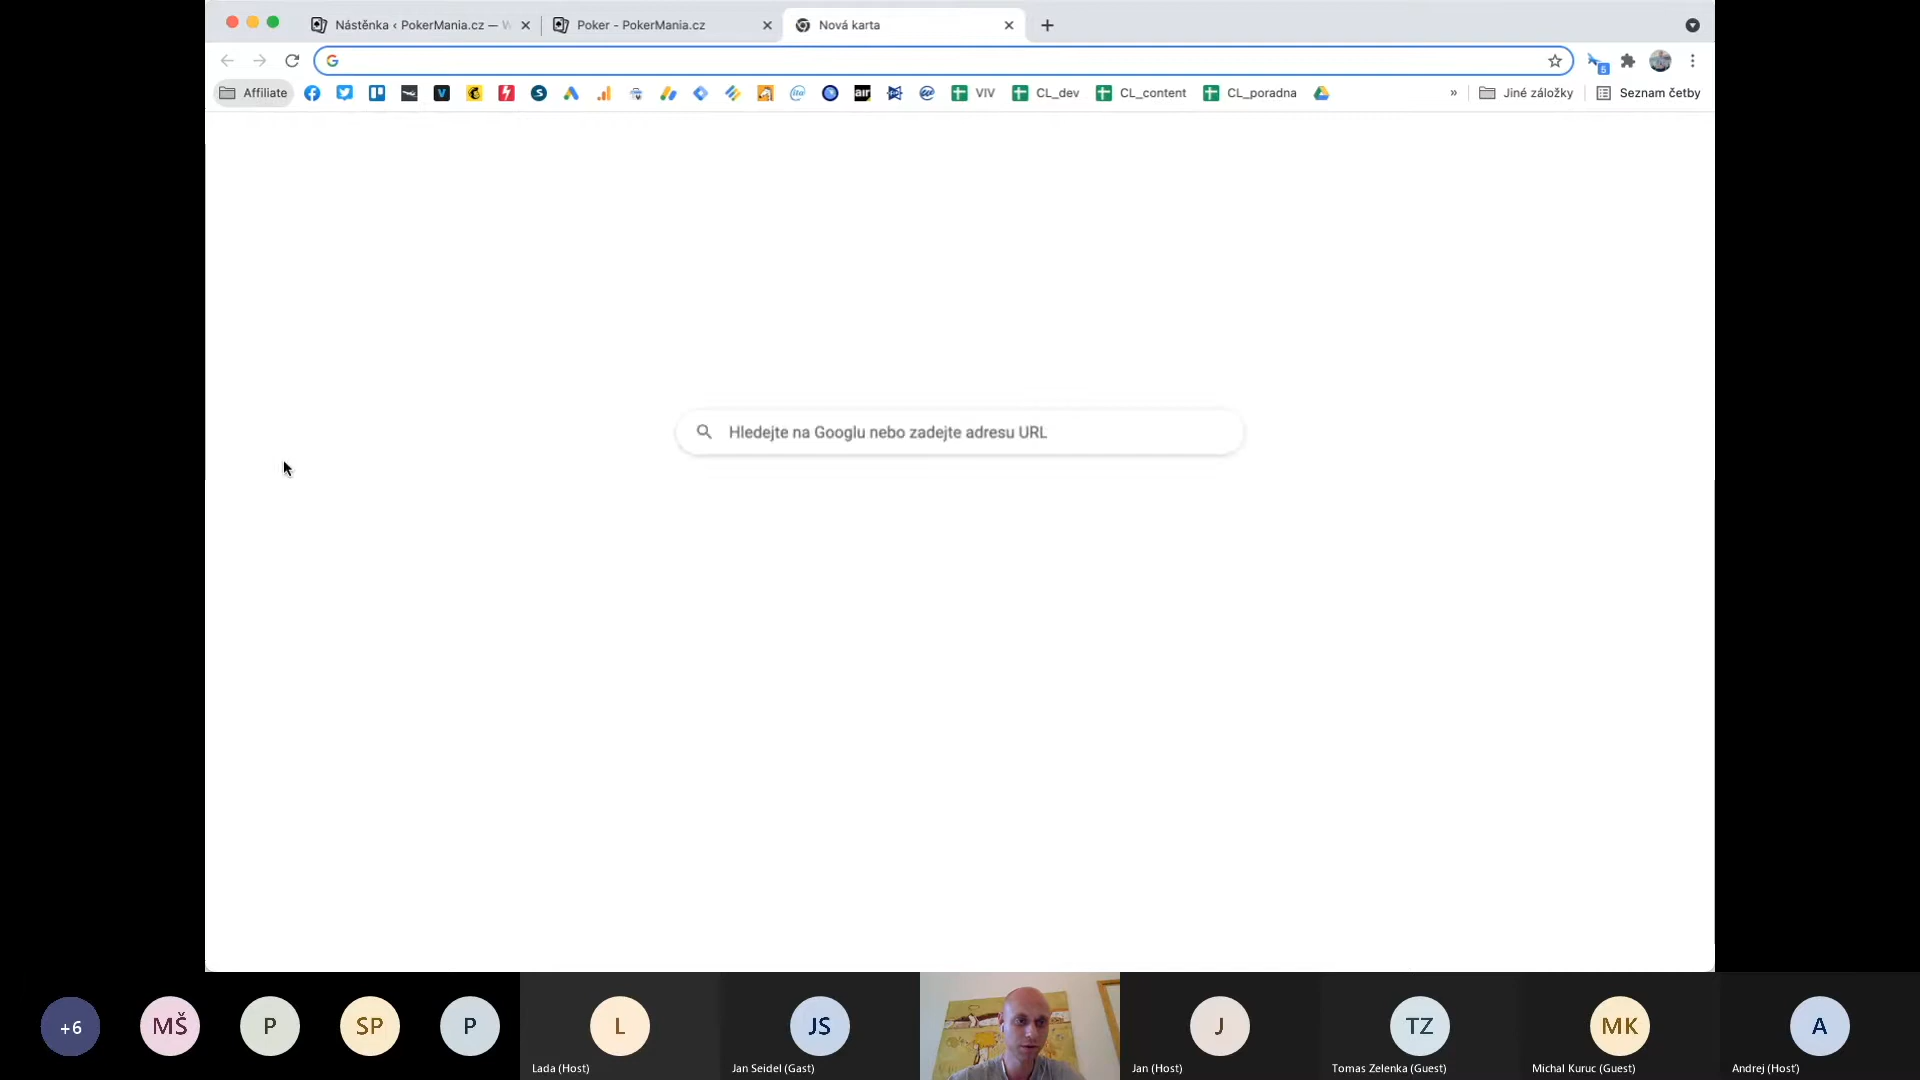 Nástěnka ‹ PokerMania.cz —
Poker - PokerMania.cz
Nová karta
G
5
Affiliate
VIV
CL_dev
CL_content
CL_poradna
»
Jiné záložky
Seznam četby
Hledejte na Googlu nebo zadejte adresu URL
+6
MŠ
P
SP
P
L
Lada (Host)
JS
Jan Seidel (Gast)
J
Jan (Host)
TZ
Tomas Zelenka (Guest)
MK
Michal Kuruc (Guest)
A
Andrej (Hosť)